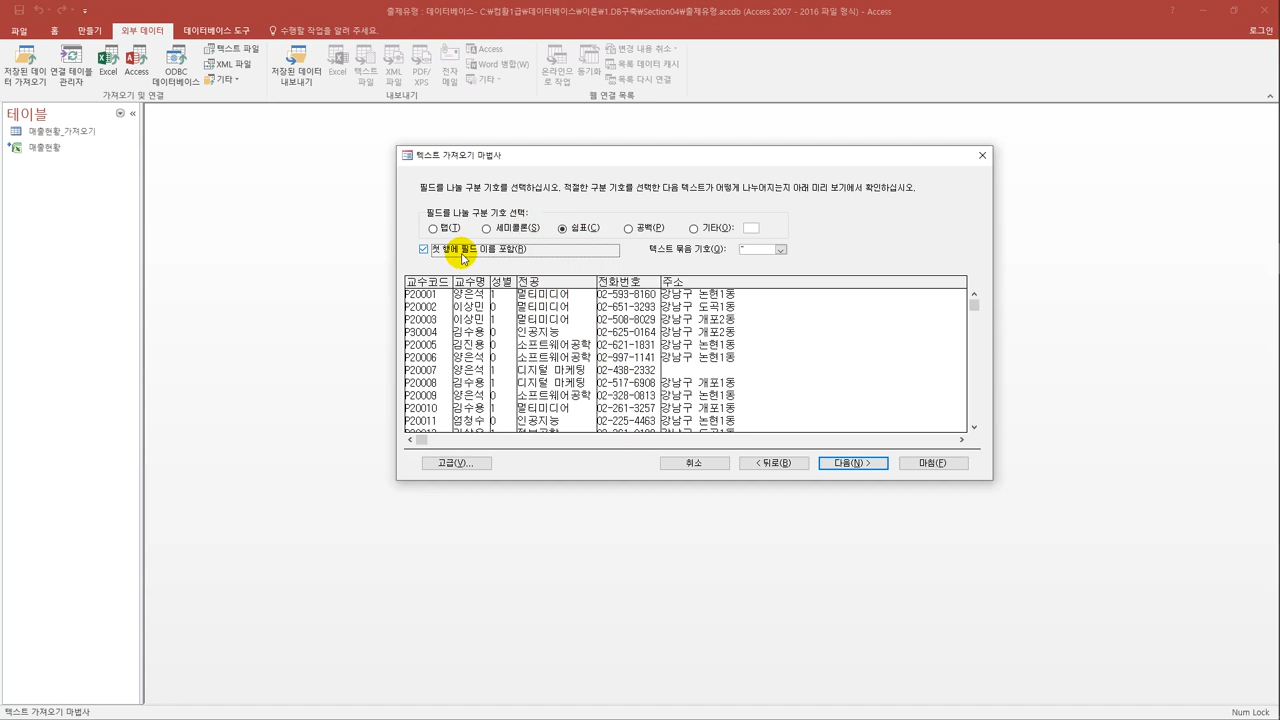 출제유형 : 데이터베이스- C:₩컴활1급₩데이터베이스₩이론₩1.DB구축₩Section04₩출제유형.accdb (Access 2007 - 2016 파일 형식) - Access
파일 홈 만들기 외부 데이터 데이터베이스 도구 수행할 작업을 알려 주세요. 로그인
저장된 데이터 가져오기 연결 테이블 관리자 Excel Access ODBC 데이터베이스 텍스트 파일 XML 파일 기타
저장된 데이터 내보내기 Excel 텍스트 파일 XML 파일 PDF/XPS 전자 메일 Access Word 병합(W) 기타
온라인으로 작업 동기화 변경 내용 취소 목록 데이터 캐시 목록 다시 연결
가져오기 및 연결 내보내기 웹 연결 목록
테이블
매출현황_가져오기
매출현황
텍스트 가져오기 마법사
필드를 나눌 구분 기호를 선택하십시오. 적절한 구분 기호를 선택한 다음 텍스트가 어떻게 나누어지는지 아래 미리 보기에서 확인하십시오.
필드를 나눌 구분 기호 선택:
탭(T) 세미콜론(S) 쉼표(C) 공백(P) 기타(O):
첫 행에 필드 이름 포함(R) 텍스트 묶음 기호(Q): "
교수코드 교수명 성별 전공 전화번호 주소
P20001 양은석 1 멀티미디어 02-593-8160 강남구 논현1동
P20002 이상민 0 멀티미디어 02-651-3293 강남구 도곡1동
P20003 이상민 1 멀티미디어 02-508-8029 강남구 개포2동
P30004 김수용 0 인공지능 02-625-0164 강남구 개포2동
P20005 김진용 0 소프트웨어공학 02-621-1831 강남구 논현1동
P20006 양은석 0 소프트웨어공학 02-997-1141 강남구 논현1동
P20007 양은석 1 디지털 마케팅 02-438-2332
P20008 김수용 1 디지털 마케팅 02-517-6908 강남구 개포1동
P20009 양은석 0 소프트웨어공학 02-328-0813 강남구 논현1동
P20010 김수용 1 멀티미디어 02-261-3257 강남구 개포1동
P20011 엄청수 0 인공지능 02-225-4463 강남구 논현1동
고급(V)... 취소 < 뒤로(B) 다음(N) > 마침(F)
텍스트 가져오기 마법사 Num Lock